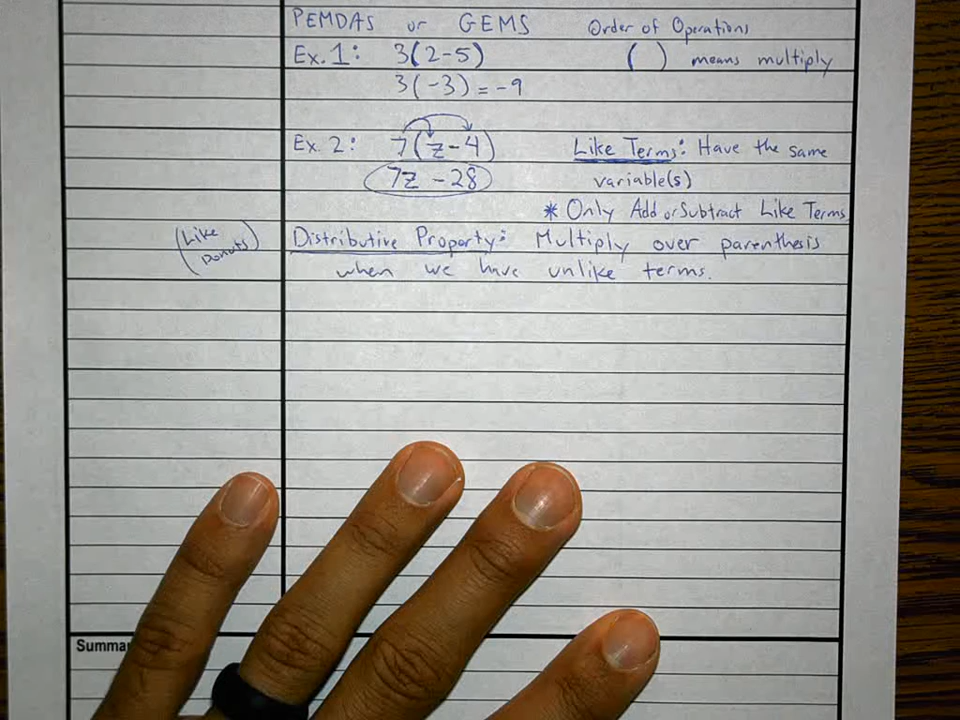 PEMDAS or GEMS Order of Operations
Ex. 1: 3(2-5) ( ) means multiply
3(-3) = -9
Ex. 2: 7(z-4) Like Terms: Have the same
7z - 28 variable(s)
* Only Add or Subtract Like Terms
(Like Donuts)
Distributive Property: Multiply over parenthesis
when we have unlike terms.
Summar